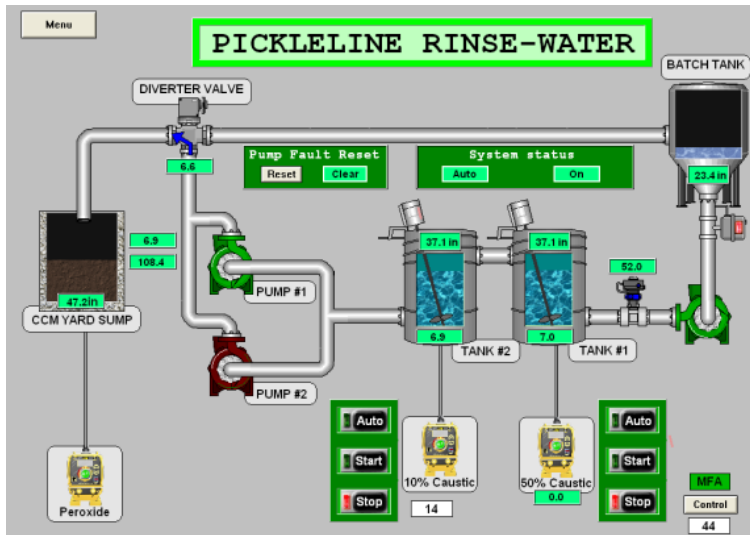 Menu
PICKLELINE RINSE-WATER
BATCH TANK
DIVERTER VALVE
6.6
Pump Fault Reset
Reset
Clear
System status
Auto
On
23.4 in
6.9
108.4
37.1 in
37.1 in
52.0
47.2in
CCM YARD SUMP
PUMP #1
6.9
7.0
TANK #2
TANK #1
PUMP #2
Auto
Start
Stop
10% Caustic
14
50% Caustic
0.0
Auto
Start
Stop
Peroxide
MFA
Control
44